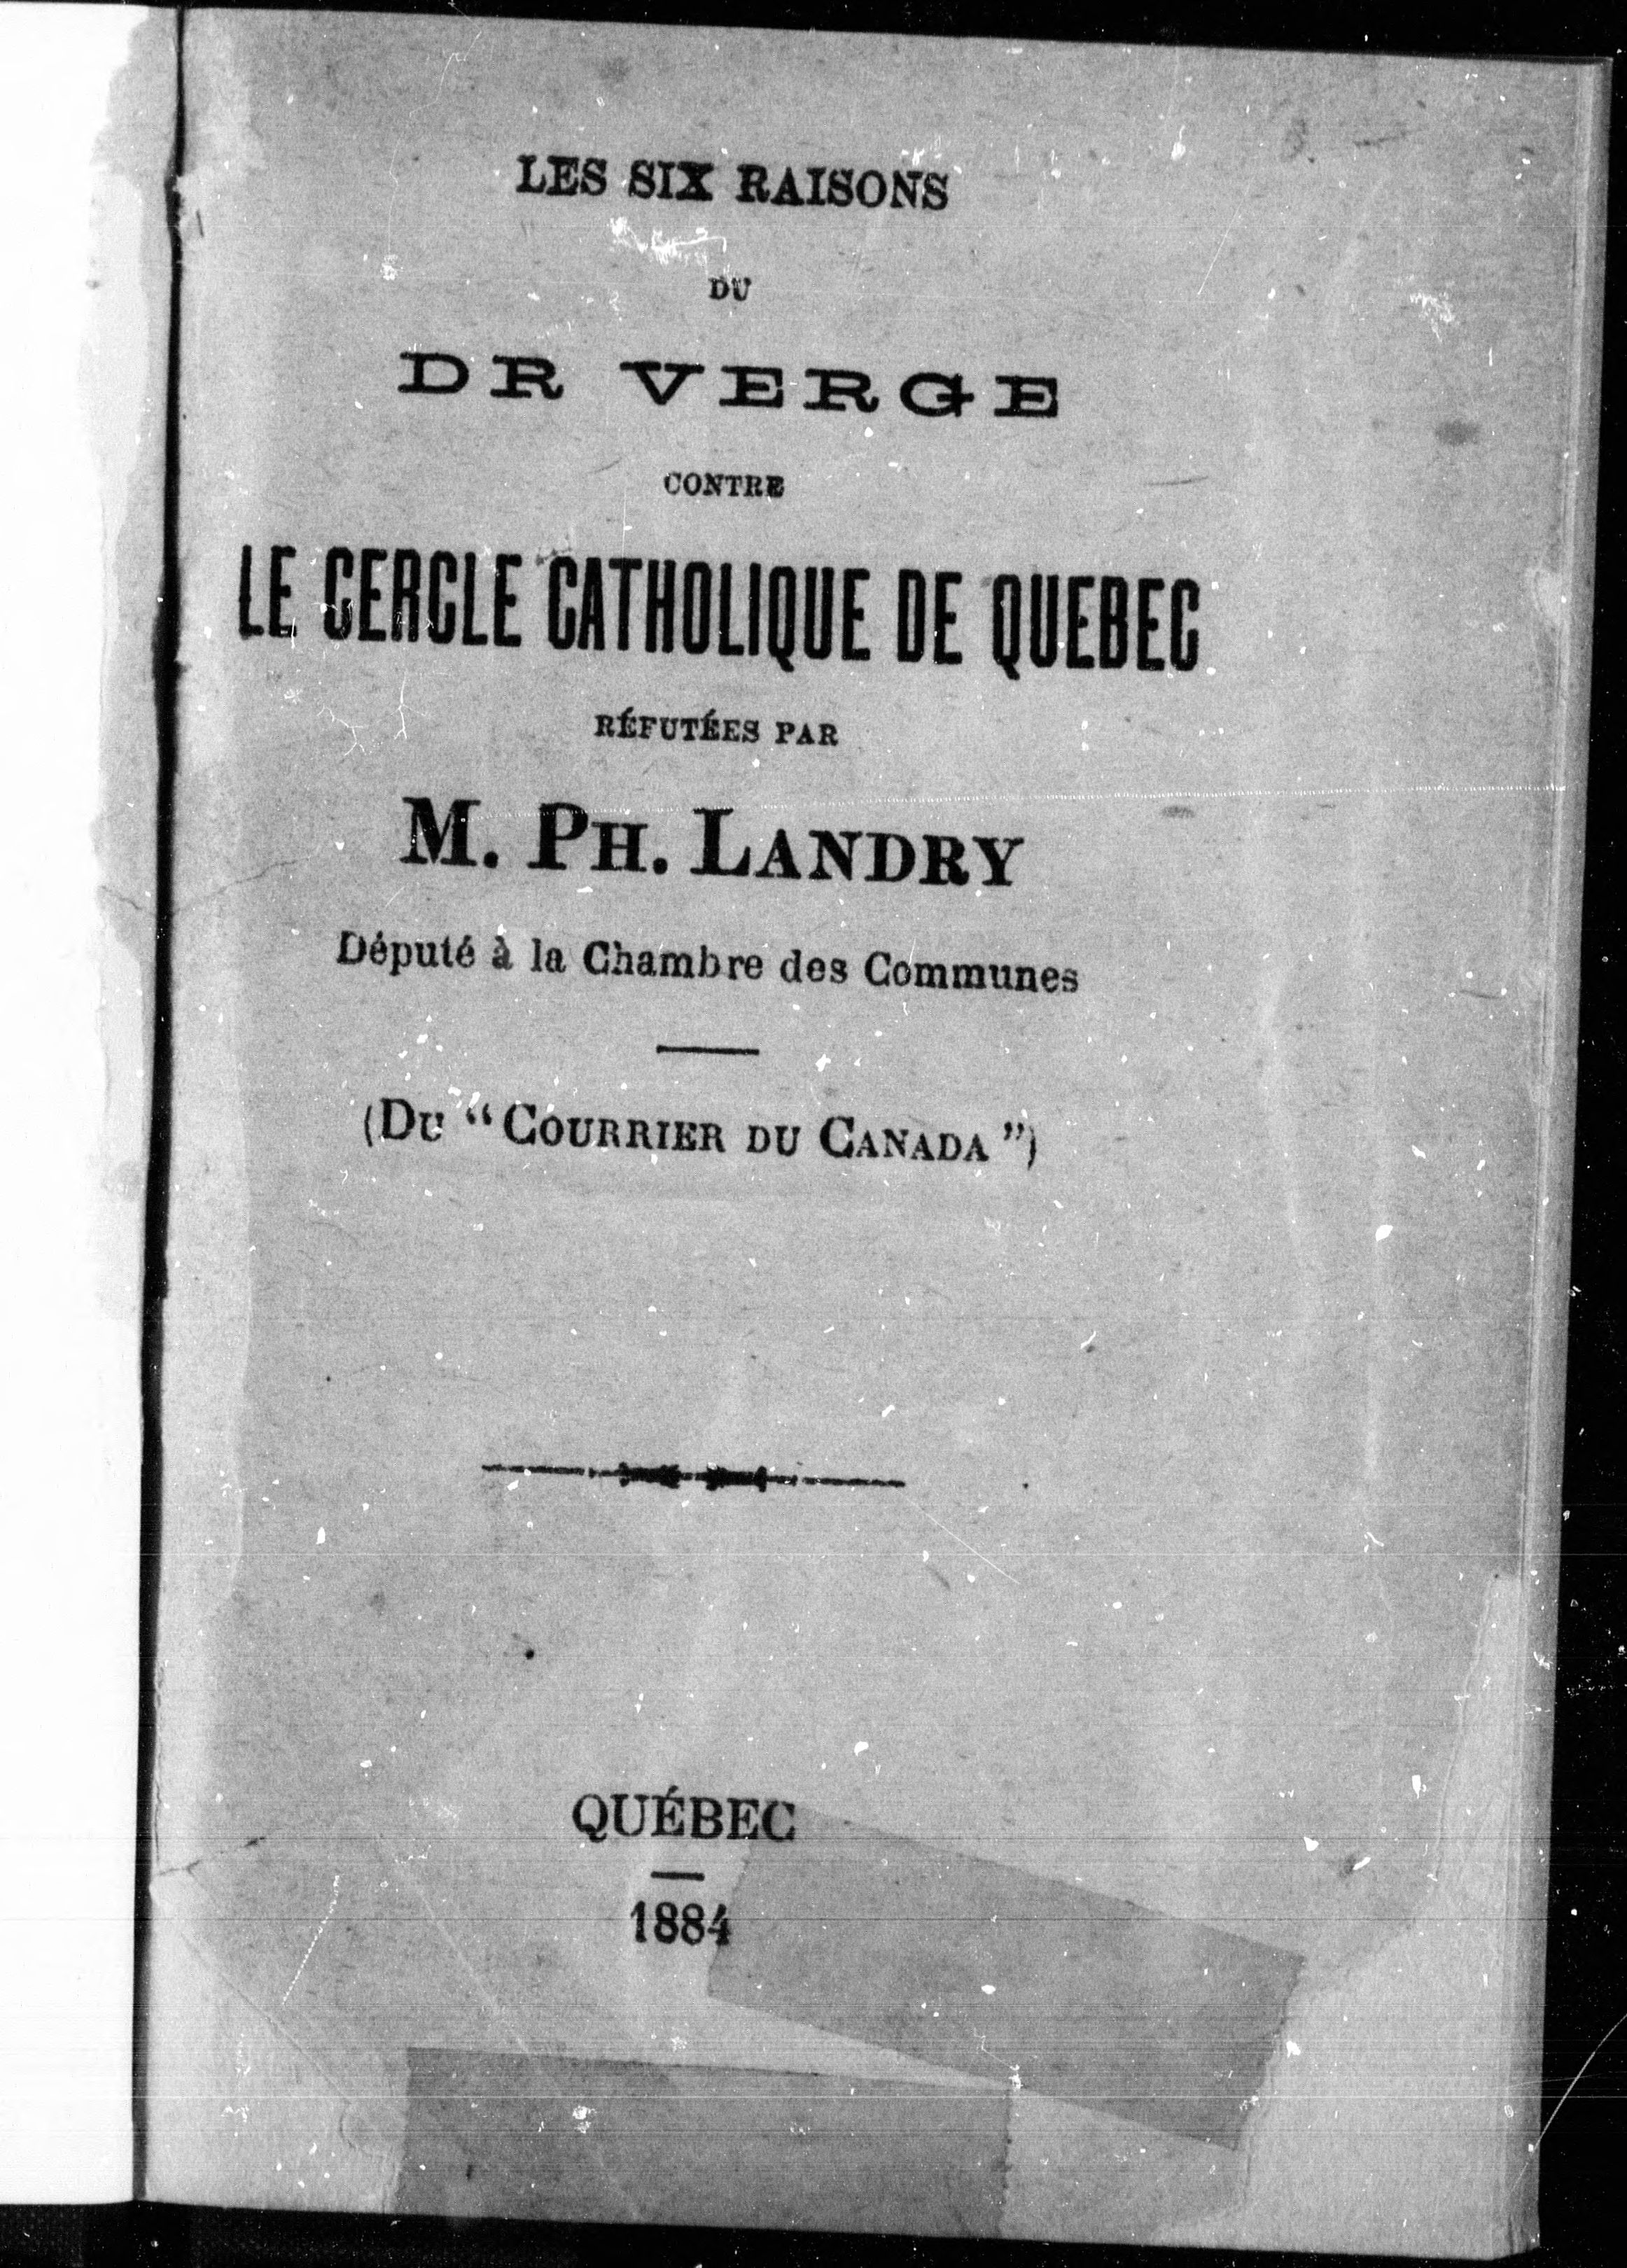 LES SIX RAISONS
DU
DR VERGE
CONTRE
LE CERCLE CATHOLIQUE DE QUEBEC
RÉFUTÉES PAR
M. PH. LANDRY
Député à la Chambre des Communes
(DU “ COURRIER DU CANADA ”)
QUÉBEC
1884